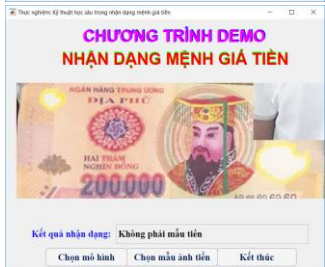 Thực nghiệm: Kỹ thuật học sâu trong nhận dạng mệnh giá tiền
CHƯƠNG TRÌNH DEMO
NHẬN DẠNG MỆNH GIÁ TIỀN
NGÂN HÀNG TRUNG ƯƠNG
ĐỊA PHỦ
HAI TRĂM
NGHÌN ĐỒNG
200000
Kết quả nhận dạng: Không phải mẫu tiền
Chọn mô hình Chọn mẫu ảnh tiền Kết thúc